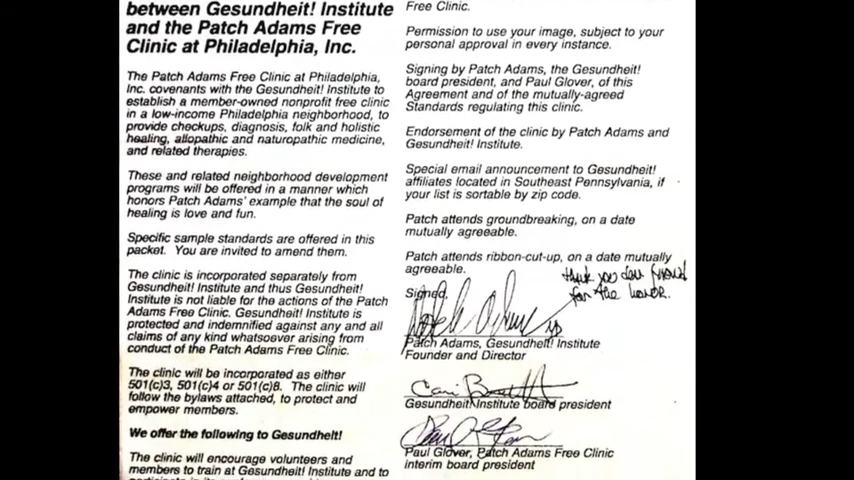 between Gesundheit! Institute
and the Patch Adams Free
Clinic at Philadelphia, Inc.
The Patch Adams Free Clinic at Philadelphia,
Inc. covenants with the Gesundheit! Institute to
establish a member-owned nonprofit free clinic
in a low-income Philadelphia neighborhood, to
provide checkups, diagnosis, folk and holistic
healing, allopathic and naturopathic medicine,
and related therapies.
These and related neighborhood development
programs will be offered in a manner which
honors Patch Adams' example that the soul of
healing is love and fun.
Specific sample standards are offered in this
packet. You are invited to amend them.
The clinic is incorporated separately from
Gesundheit! Institute and thus Gesundheit!
Institute is not liable for the actions of the Patch
Adams Free Clinic. Gesundheit! Institute is
protected and indemnified against any and all
claims of any kind whatsoever arising from
conduct of the Patch Adams Free Clinic.
The clinic will be incorporated as either
501(c)3, 501(c)4 or 501(c)8. The clinic will
follow the bylaws attached, to protect and
empower members.
We offer the following to Gesundheit!
The clinic will encourage volunteers and
members to train at Gesundheit! Institute and to
Free Clinic.
Permission to use your image, subject to your
personal approval in every instance.
Signing by Patch Adams, the Gesundheit!
board president, and Paul Glover, of this
Agreement and of the mutually-agreed
Standards regulating this clinic.
Endorsement of the clinic by Patch Adams and
Gesundheit! Institute.
Special email announcement to Gesundheit!
affiliates located in Southeast Pennsylvania, if
your list is sortable by zip code.
Patch attends groundbreaking, on a date
mutually agreeable.
Patch attends ribbon-cut-up, on a date mutually
agreeable.
thank you dear friend
for the honor.
Signed,
Patch Adams, Gesundheit! Institute
Founder and Director
Gesundheit! Institute board president
Paul Glover, Patch Adams Free Clinic
interim board president